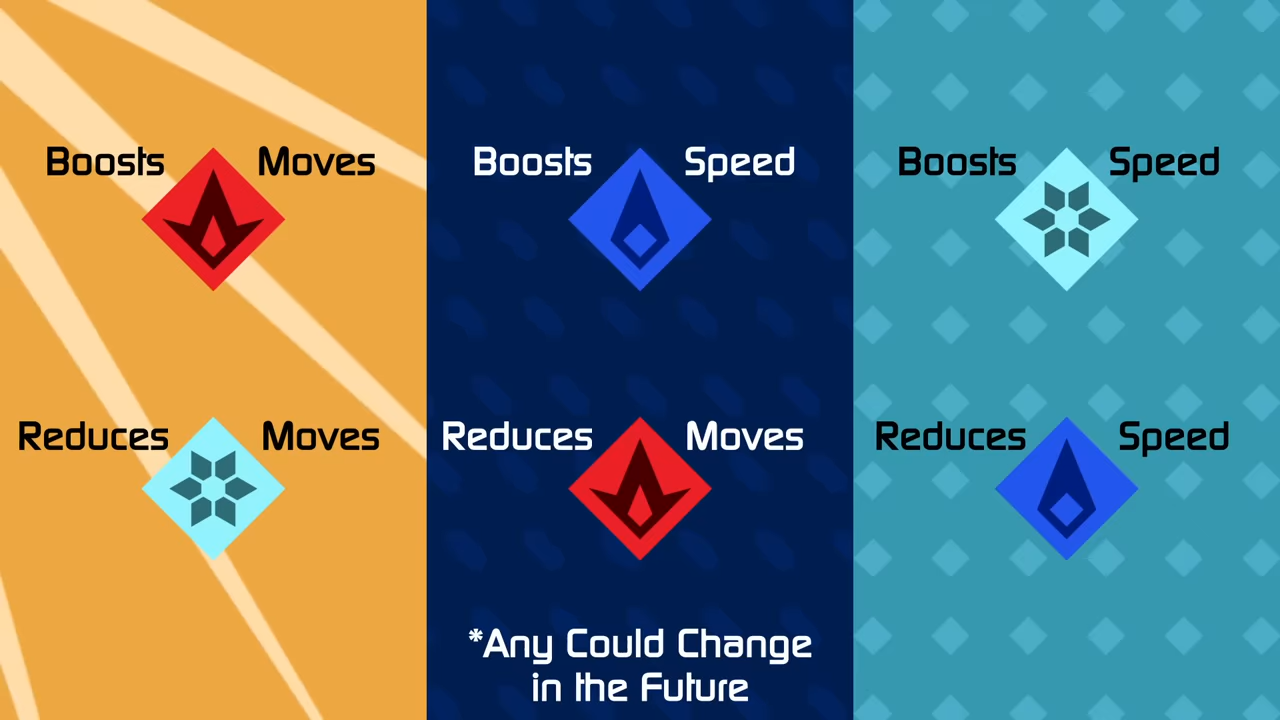 Boosts Moves
Reduces Moves
Boosts Speed
Reduces Moves
*Any Could Change
in the Future
Boosts Speed
Reduces Speed